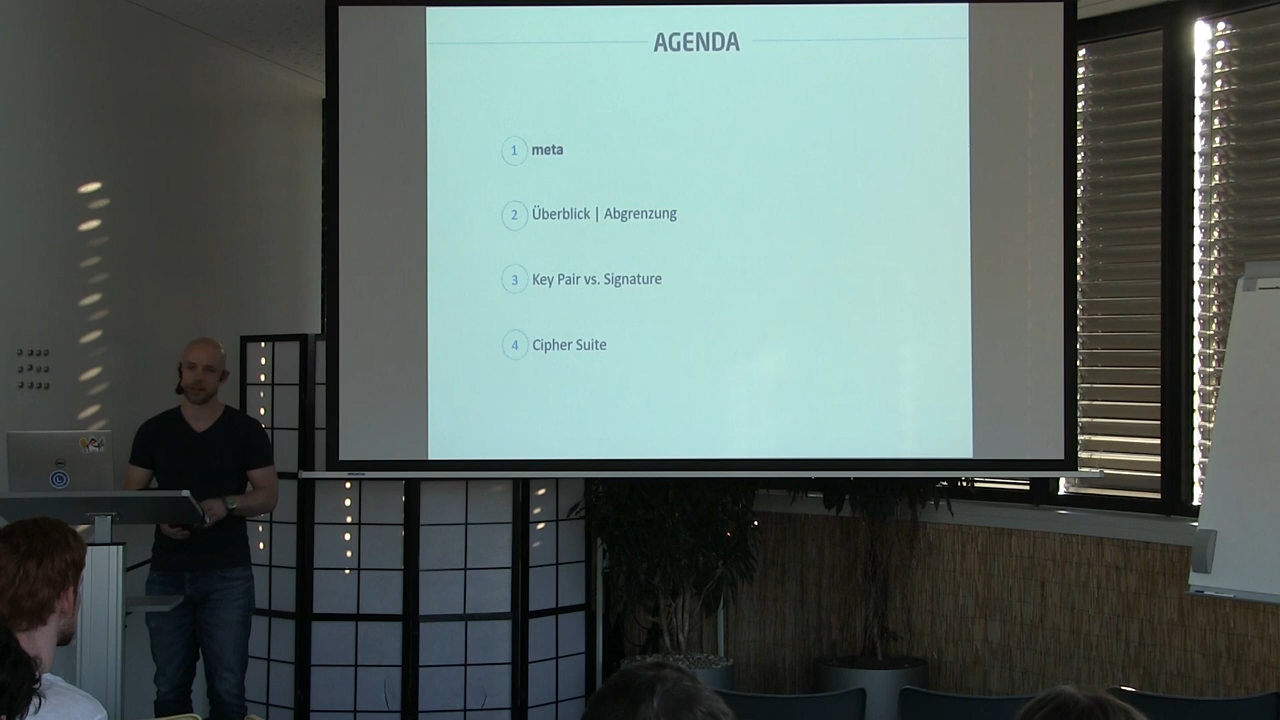 AGENDA
1 meta
2 Überblick | Abgrenzung
3 Key Pair vs. Signature
4 Cipher Suite